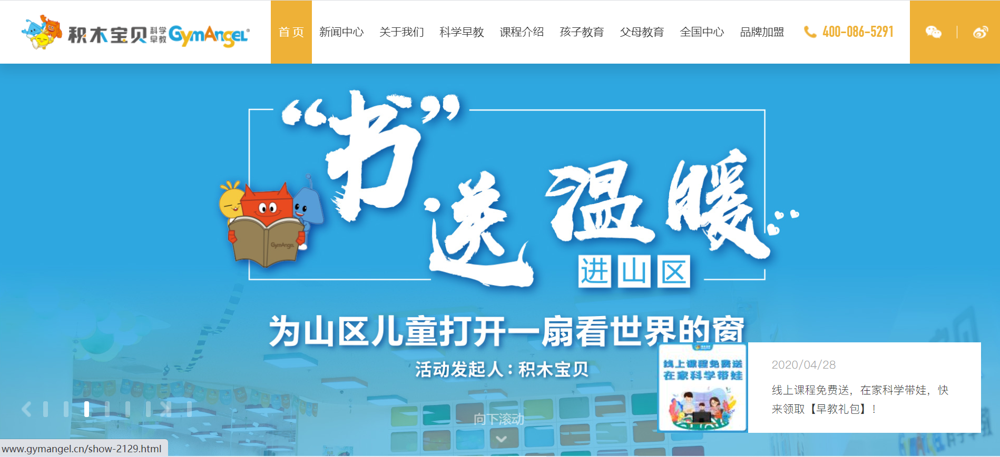 积木宝贝 科学早教 GymAngel®
首页 新闻中心 关于我们 科学早教 课程介绍 孩子教育 父母教育 全国中心 品牌加盟 400-086-5291
“书”送温暖
进山区
GymAngel
为山区儿童打开一扇看世界的窗
活动发起人：积木宝贝
线上课程免费送
在家科学带娃
2020/04/28
线上课程免费送，在家科学带娃，快
来领取【早教礼包】！
向下滚动
www.gymangel.cn/show-2129.html